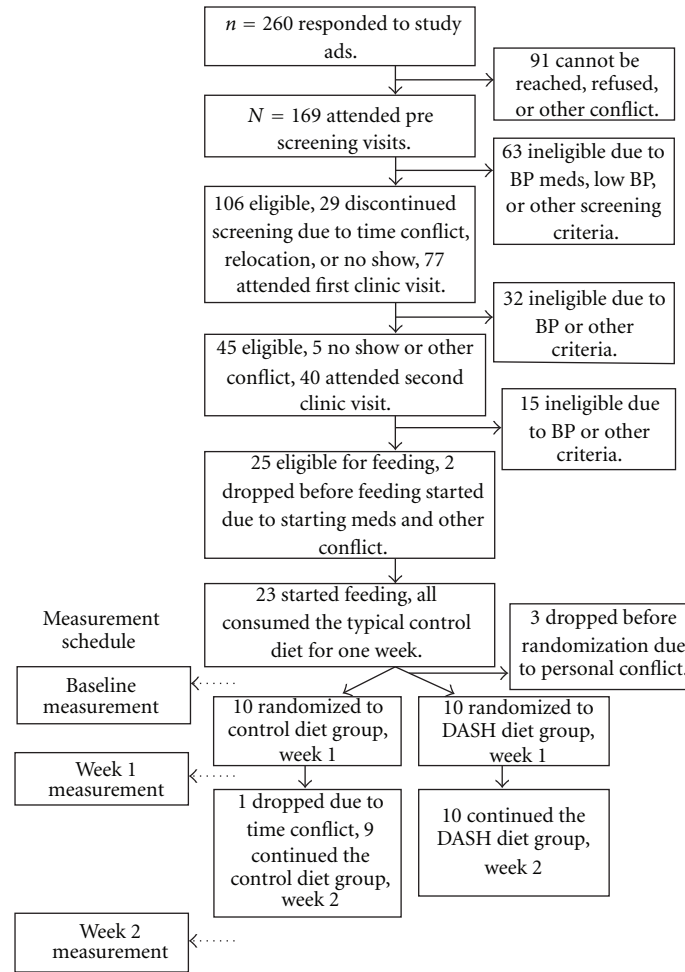 n = 260 responded to study
ads.
91 cannot be
reached, refused,
or other conflict.
N = 169 attended pre
screening visits.
63 ineligible due to
BP meds, low BP,
or other screening
criteria.
106 eligible, 29 discontinued
screening due to time conflict,
relocation, or no show, 77
attended first clinic visit.
32 ineligible due to
BP or other
criteria.
45 eligible, 5 no show or other
conflict, 40 attended second
clinic visit.
15 ineligible due
to BP or other
criteria.
25 eligible for feeding, 2
dropped before feeding started
due to starting meds and other
conflict.
23 started feeding, all
consumed the typical control
diet for one week.
3 dropped before
randomization due
to personal conflict.
Measurement
schedule
Baseline
measurement
10 randomized to
control diet group,
week 1
10 randomized to
DASH diet group,
week 1
Week 1
measurement
1 dropped due to
time conflict, 9
continued the
control diet group,
week 2
10 continued the
DASH diet group,
week 2
Week 2
measurement